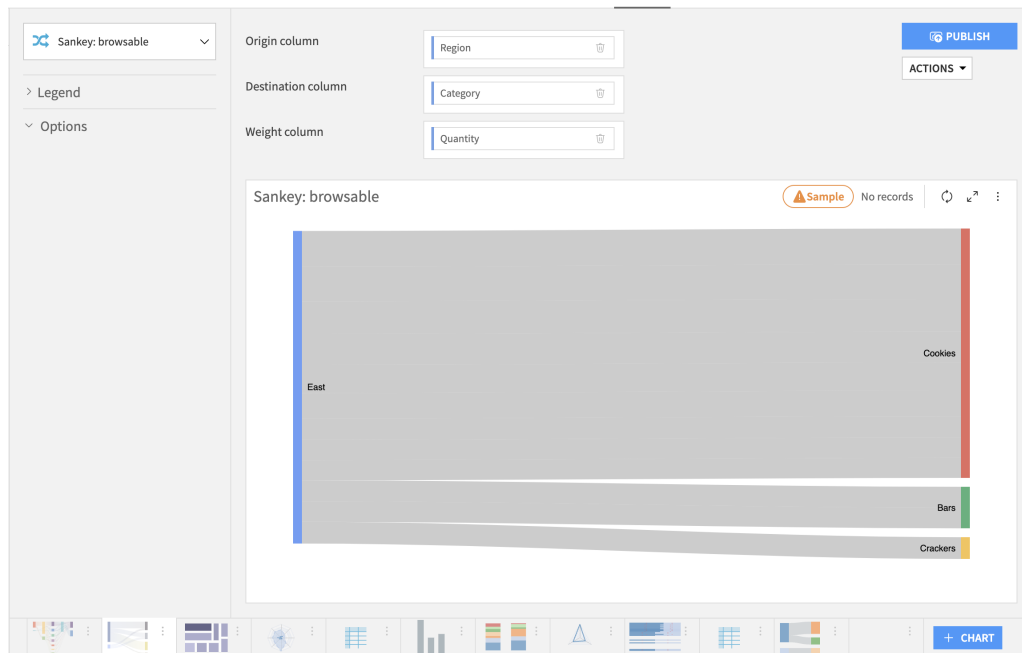 Sankey: browsable
Legend
Options
Origin column
Region
Destination column
Category
Weight column
Quantity
PUBLISH
ACTIONS
Sankey: browsable
Sample
No records
East
Cookies
Bars
Crackers
+ CHART